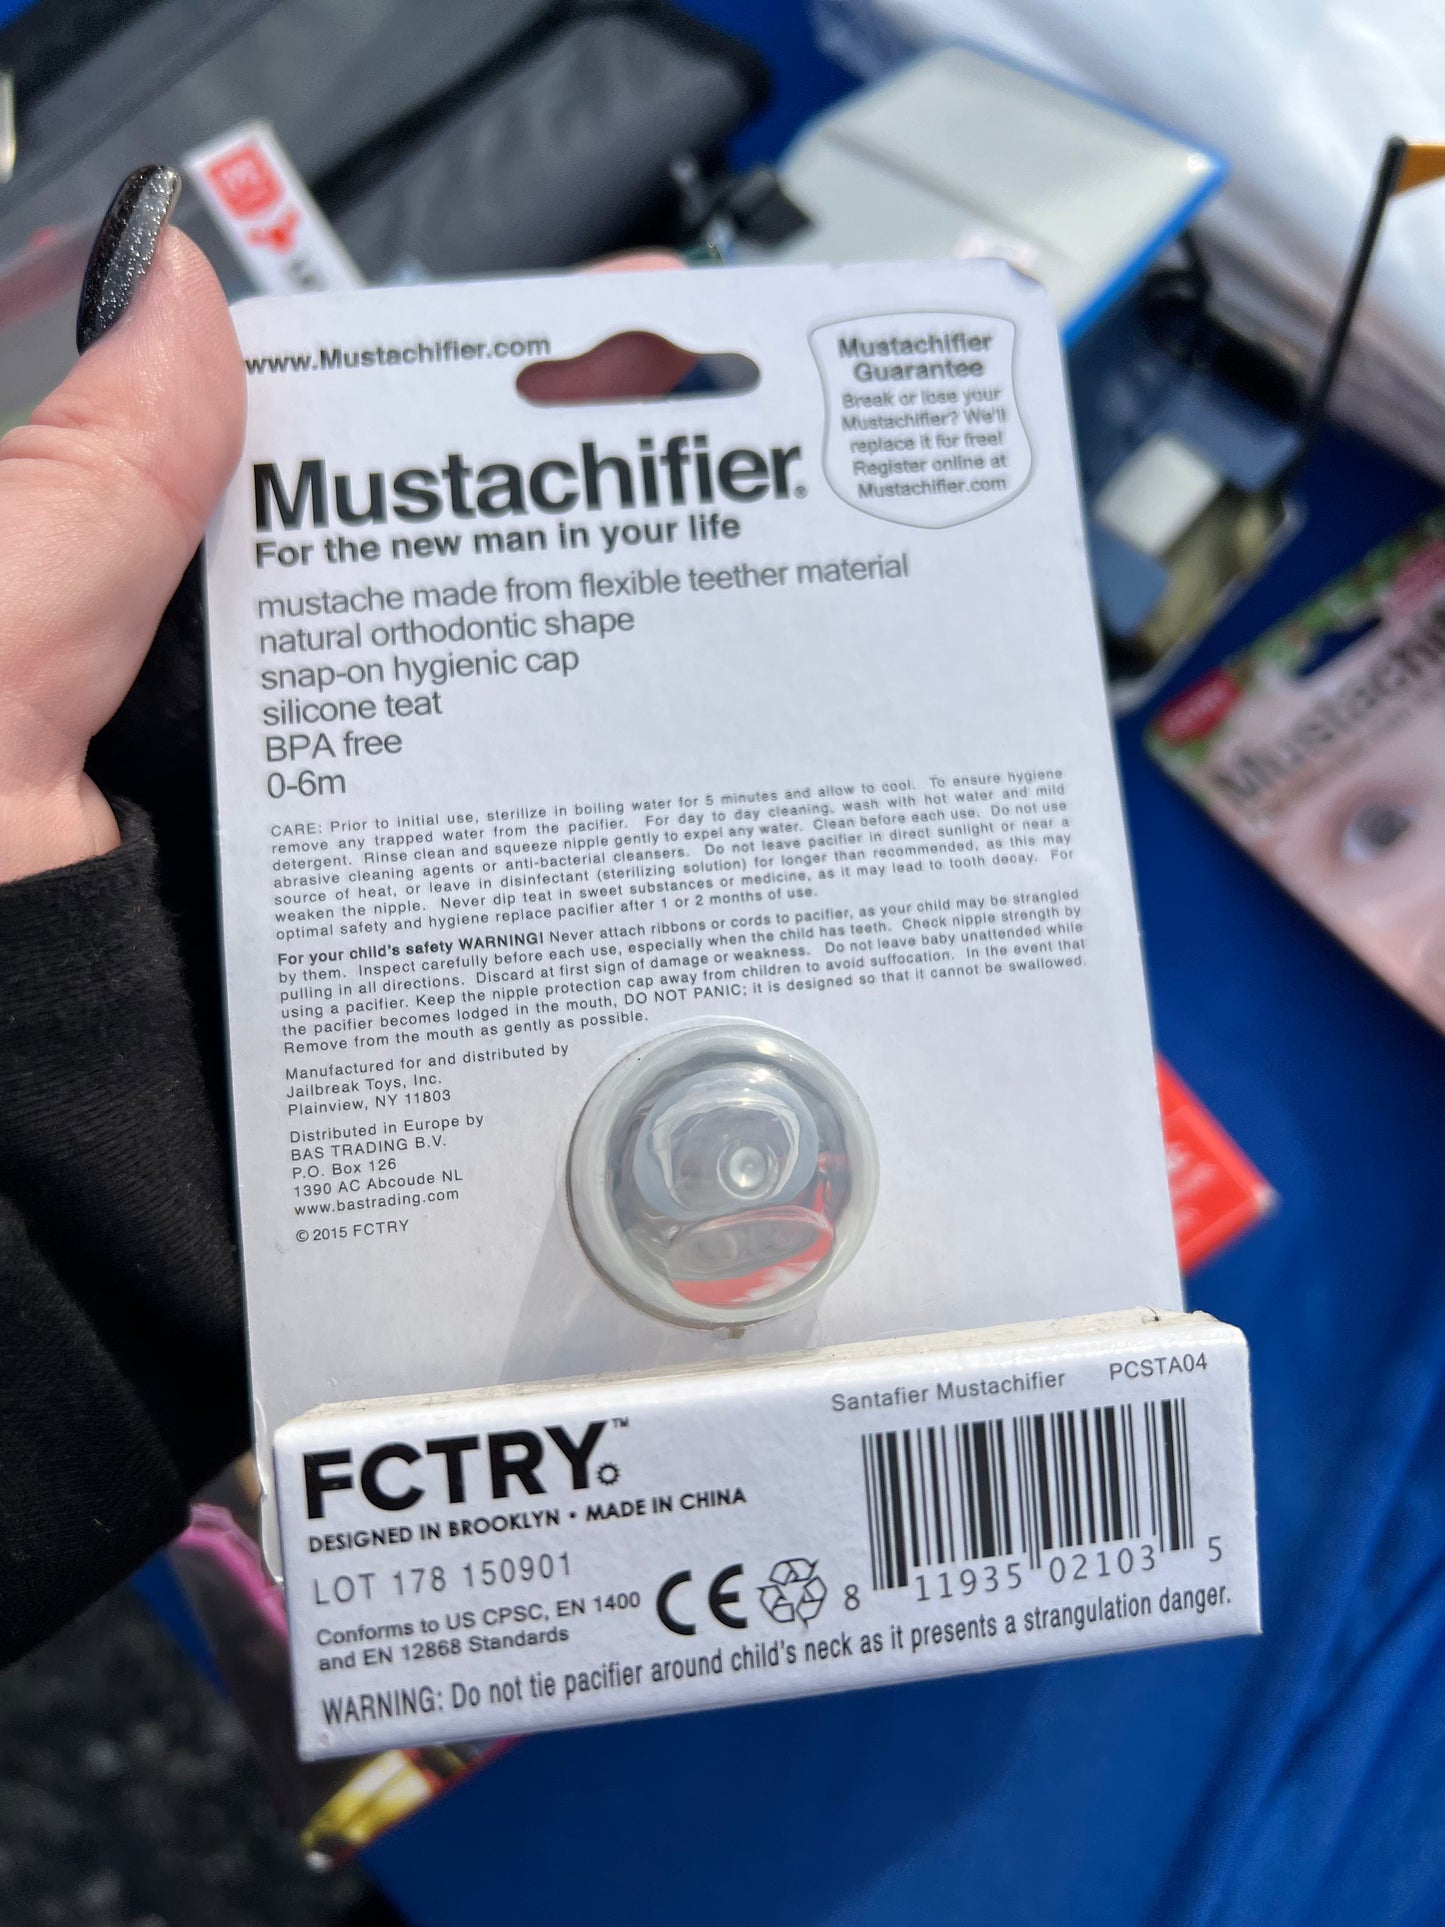 www.Mustachifier.com
Mustachifier
Guarantee
Break or lose your
Mustachifier? We'll
replace it for free!
Register online at
Mustachifier.com
Mustachifier®
For the new man in your life
mustache made from flexible teether material
natural orthodontic shape
snap-on hygienic cap
silicone teat
BPA free
0-6m
CARE: Prior to initial use, sterilize in boiling water for 5 minutes and allow to cool. To ensure hygiene
remove any trapped water from the pacifier. For day to day cleaning, wash with hot water and mild
detergent. Rinse clean and squeeze nipple gently to expel any water. Clean before each use. Do not use
abrasive cleaning agents or anti-bacterial cleansers. Do not leave pacifier in direct sunlight or near a
source of heat, or leave in disinfectant (sterilizing solution) for longer than recommended, as this may
weaken the nipple. Never dip teat in sweet substances or medicine, as it may lead to tooth decay. For
optimal safety and hygiene replace pacifier after 1 or 2 months of use.
For your child's safety WARNING! Never attach ribbons or cords to pacifier, as your child may be strangled
by them. Inspect carefully before each use, especially when the child has teeth. Check nipple strength by
pulling in all directions. Discard at first sign of damage or weakness. Do not leave baby unattended while
using a pacifier. Keep the nipple protection cap away from children to avoid suffocation. In the event that
the pacifier becomes lodged in the mouth, DO NOT PANIC; it is designed so that it cannot be swallowed.
Remove from the mouth as gently as possible.
Manufactured for and distributed by
Jailbreak Toys, Inc.
Plainview, NY 11803
Distributed in Europe by
BAS TRADING B.V.
P.O. Box 126
1390 AC Abcoude NL
www.bastrading.com
© 2015 FCTRY
Santafier Mustachifier PCSTA04
FCTRY™
DESIGNED IN BROOKLYN • MADE IN CHINA
LOT 178 150901
Conforms to US CPSC, EN 1400
and EN 12868 Standards
CE
8 11935 02103 5
WARNING: Do not tie pacifier around child's neck as it presents a strangulation danger.
Mustachi